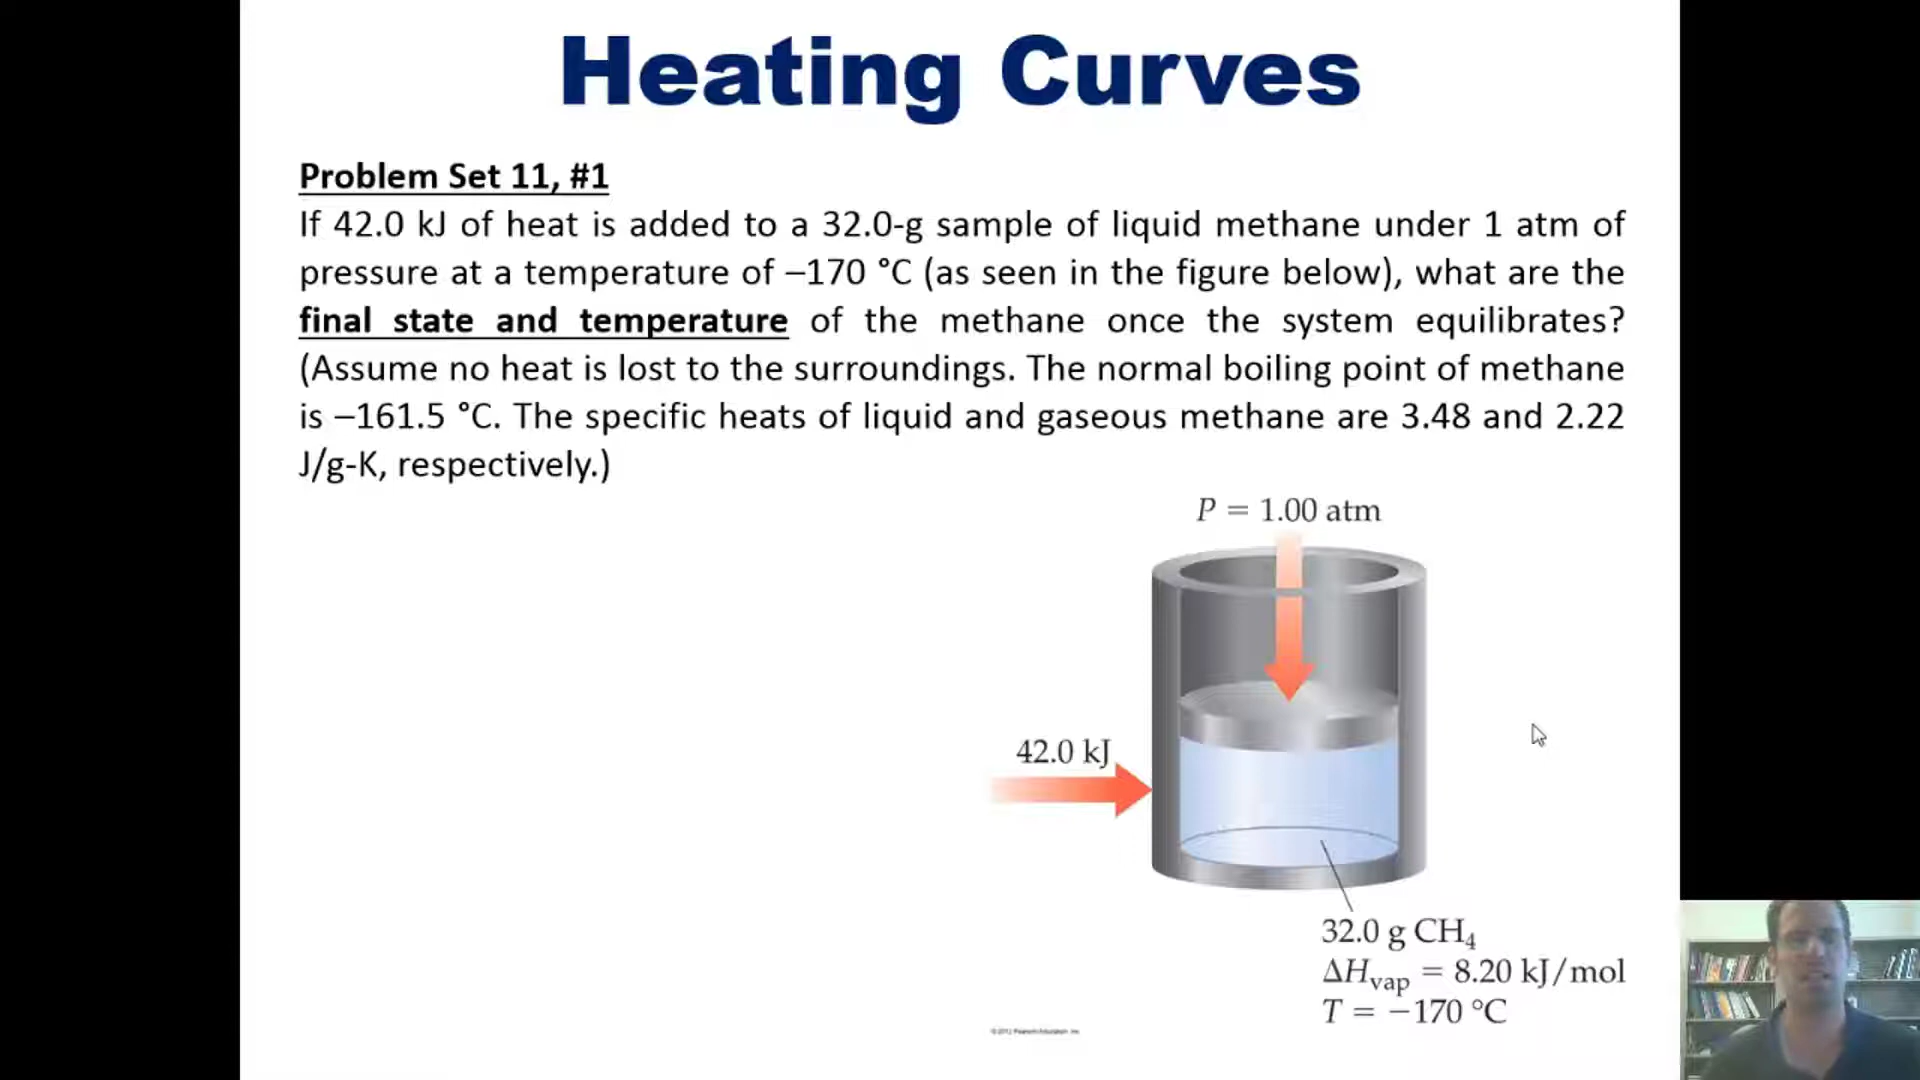 Heating Curves
Problem Set 11, #1
If 42.0 kJ of heat is added to a 32.0-g sample of liquid methane under 1 atm of
pressure at a temperature of –170 °C (as seen in the figure below), what are the
final state and temperature of the methane once the system equilibrates?
(Assume no heat is lost to the surroundings. The normal boiling point of methane
is –161.5 °C. The specific heats of liquid and gaseous methane are 3.48 and 2.22
J/g-K, respectively.)
P = 1.00 atm
42.0 kJ
32.0 g CH₄
ΔHvap = 8.20 kJ/mol
T = −170 °C
© 2012 Pearson Education, Inc.